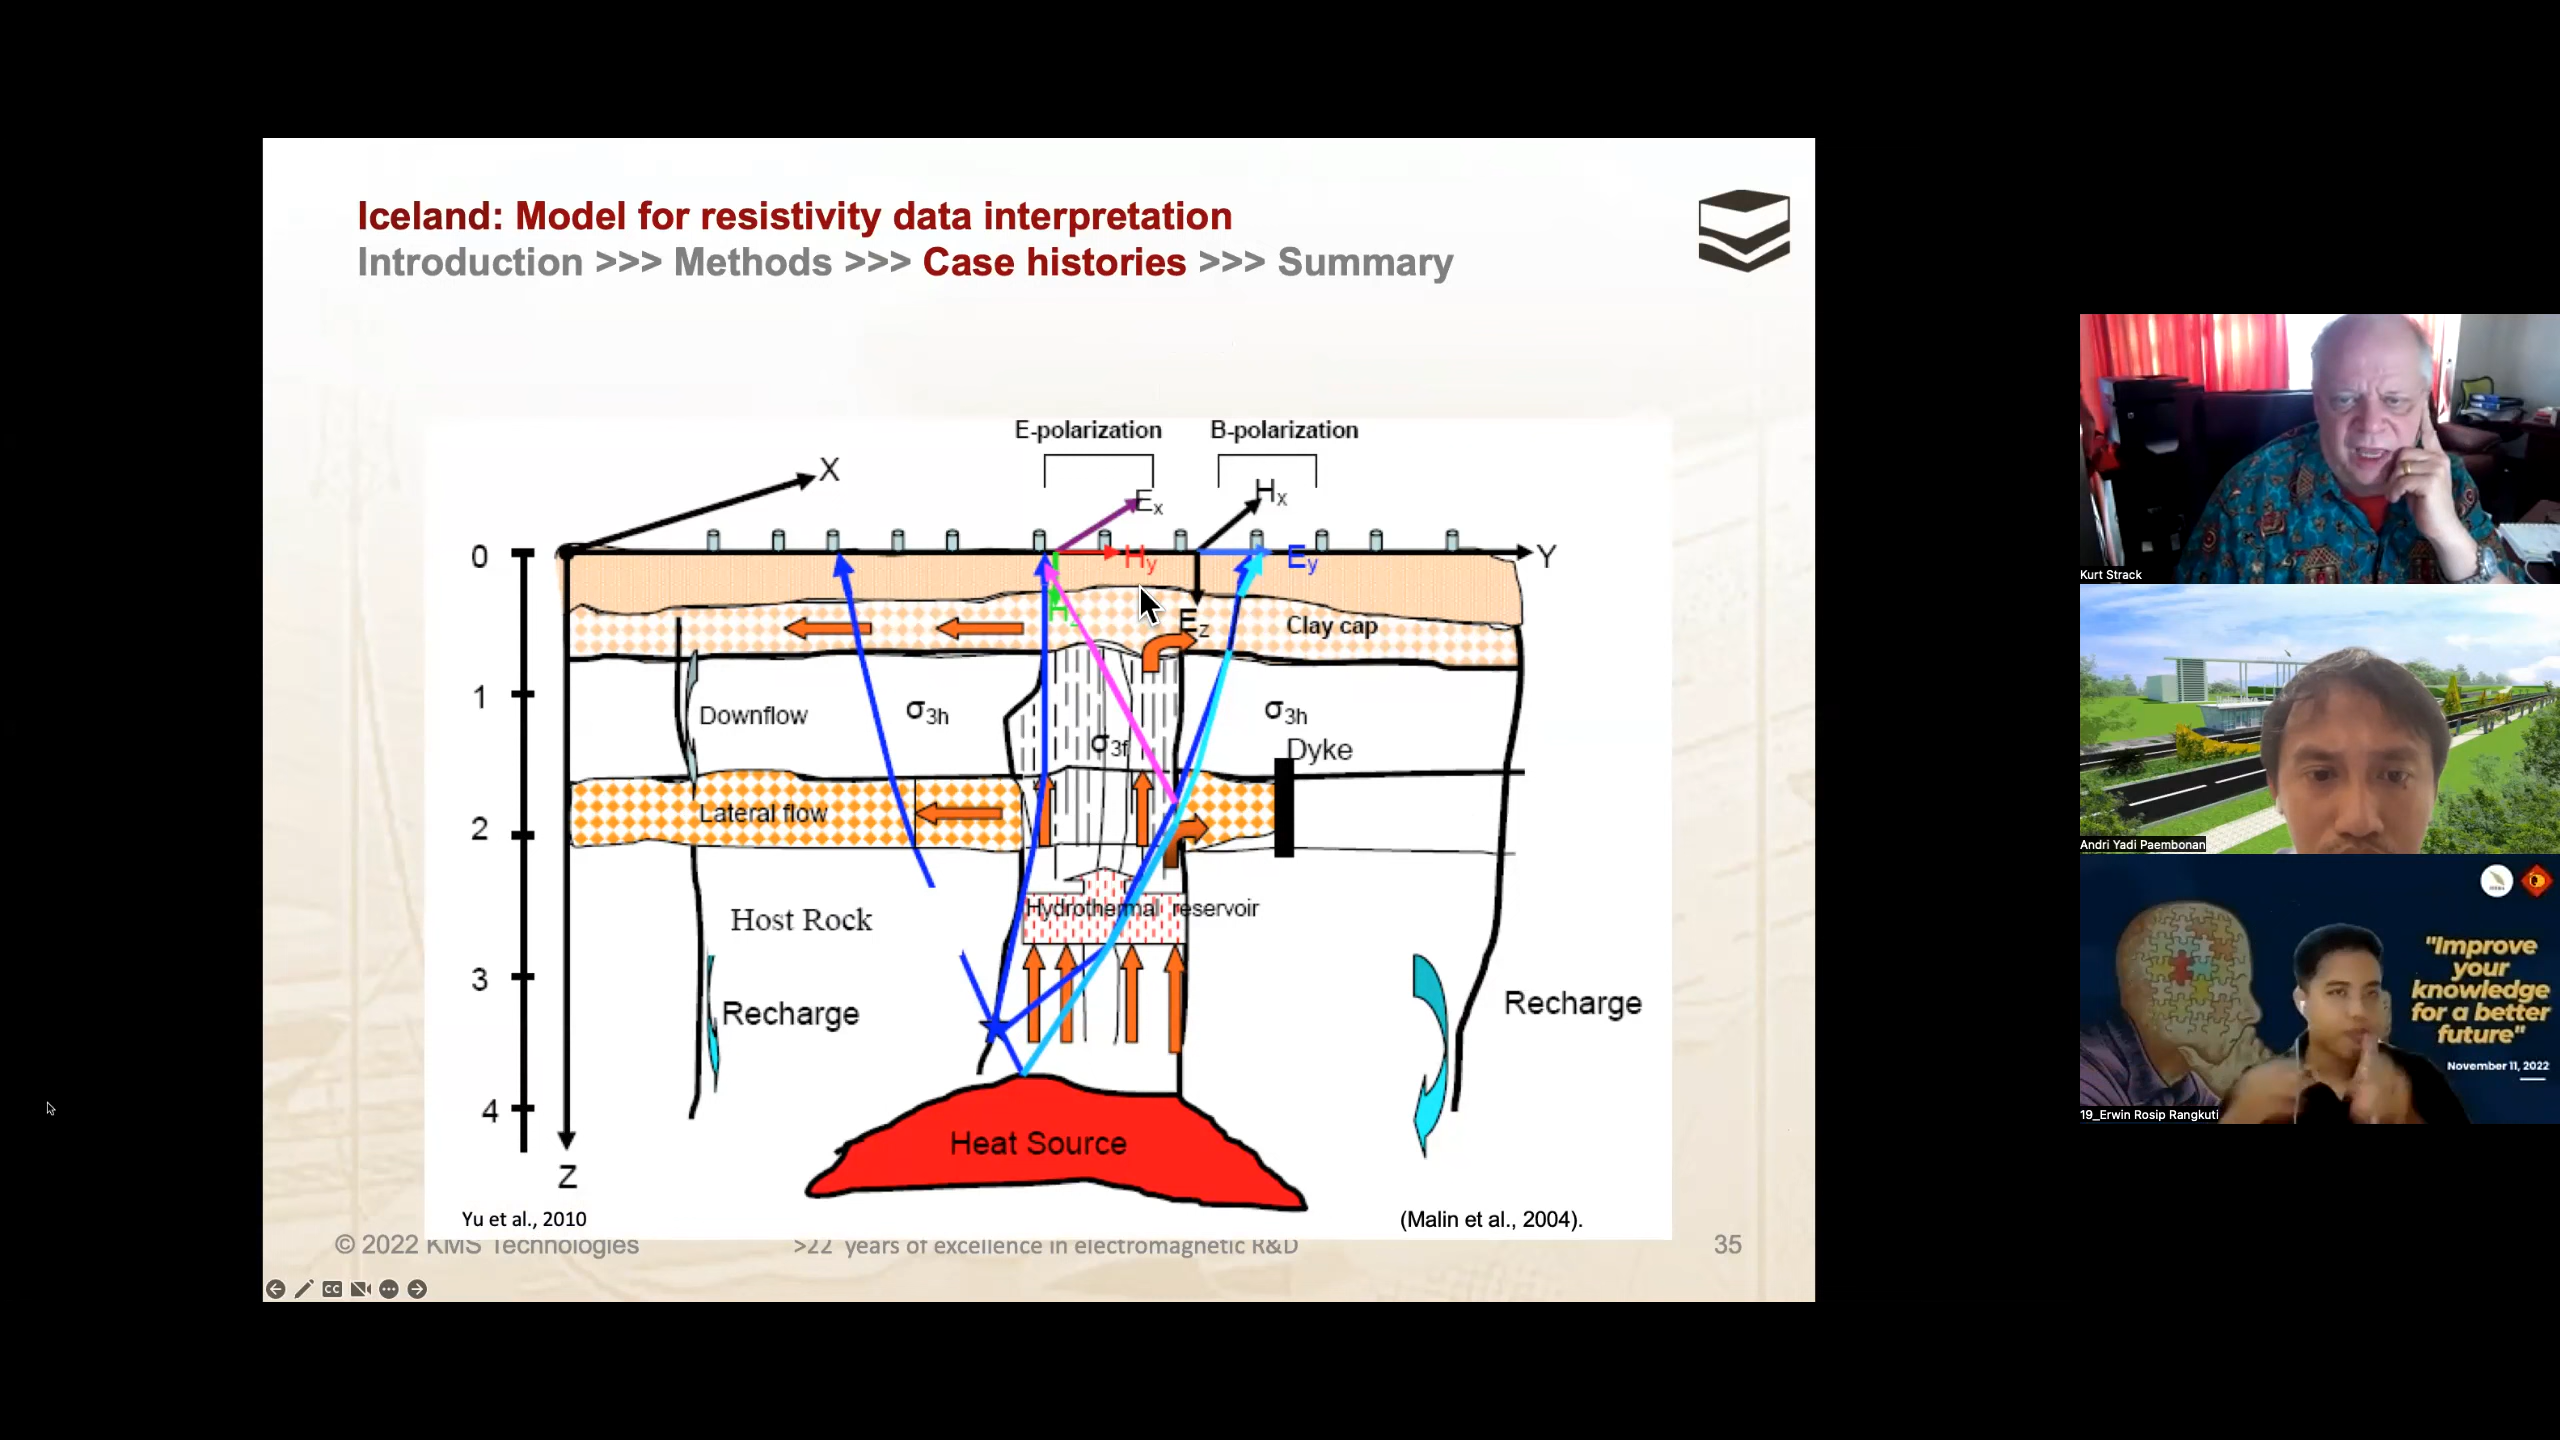 Iceland: Model for resistivity data interpretation
Introduction >>> Methods >>> Case histories >>> Summary
E-polarization
B-polarization
X
Ex
Hx
0
Hy
Ey
Y
Ez
Clay cap
1
Downflow
σ3h
σ3h
σ3f
Dyke
2
Lateral flow
Host Rock
Hydrothermal reservoir
3
Recharge
Recharge
4
Heat Source
Z
Yu et al., 2010
(Malin et al., 2004).
© 2022 KMS Technologies
>22 years of excellence in electromagnetic R&D
35
CC
Kurt Strack
Andri Yadi Paembonan
"Improve
your
knowledge
for a better
future"
November 11, 2022
19_Erwin Rosip Rangkuti